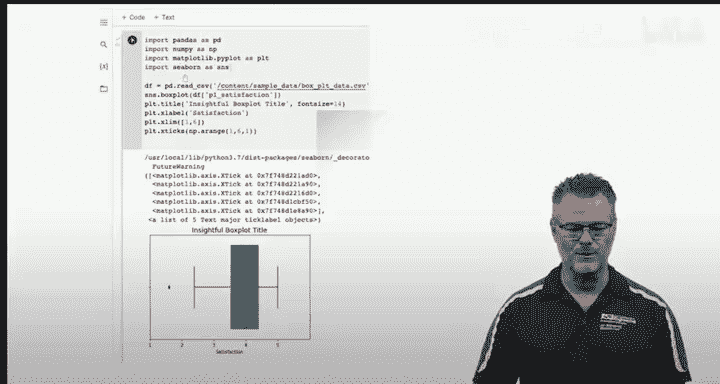 + Code + Text
import pandas as pd
import numpy as np
import matplotlib.pyplot as plt
import seaborn as sns
df = pd.read_csv('/content/sample_data/box_plt_data.csv'
sns.boxplot(df['pl_satisfaction'])
plt.title('Insightful Boxplot Title', fontsize=14)
plt.xlabel('Satisfaction')
plt.xlim([1,6])
plt.xticks(np.arange(1,6,1))
/usr/local/lib/python3.7/dist-packages/seaborn/_decorato
FutureWarning
([<matplotlib.axis.XTick at 0x7f748d221ad0>,
<matplotlib.axis.XTick at 0x7f748d221a90>,
<matplotlib.axis.XTick at 0x7f748d2216d0>,
<matplotlib.axis.XTick at 0x7f748d1cbf50>,
<matplotlib.axis.XTick at 0x7f748d1e8a90>],
<a list of 5 Text major ticklabel objects>)
Insightful Boxplot Title
1 2 3 4 5
Satisfaction